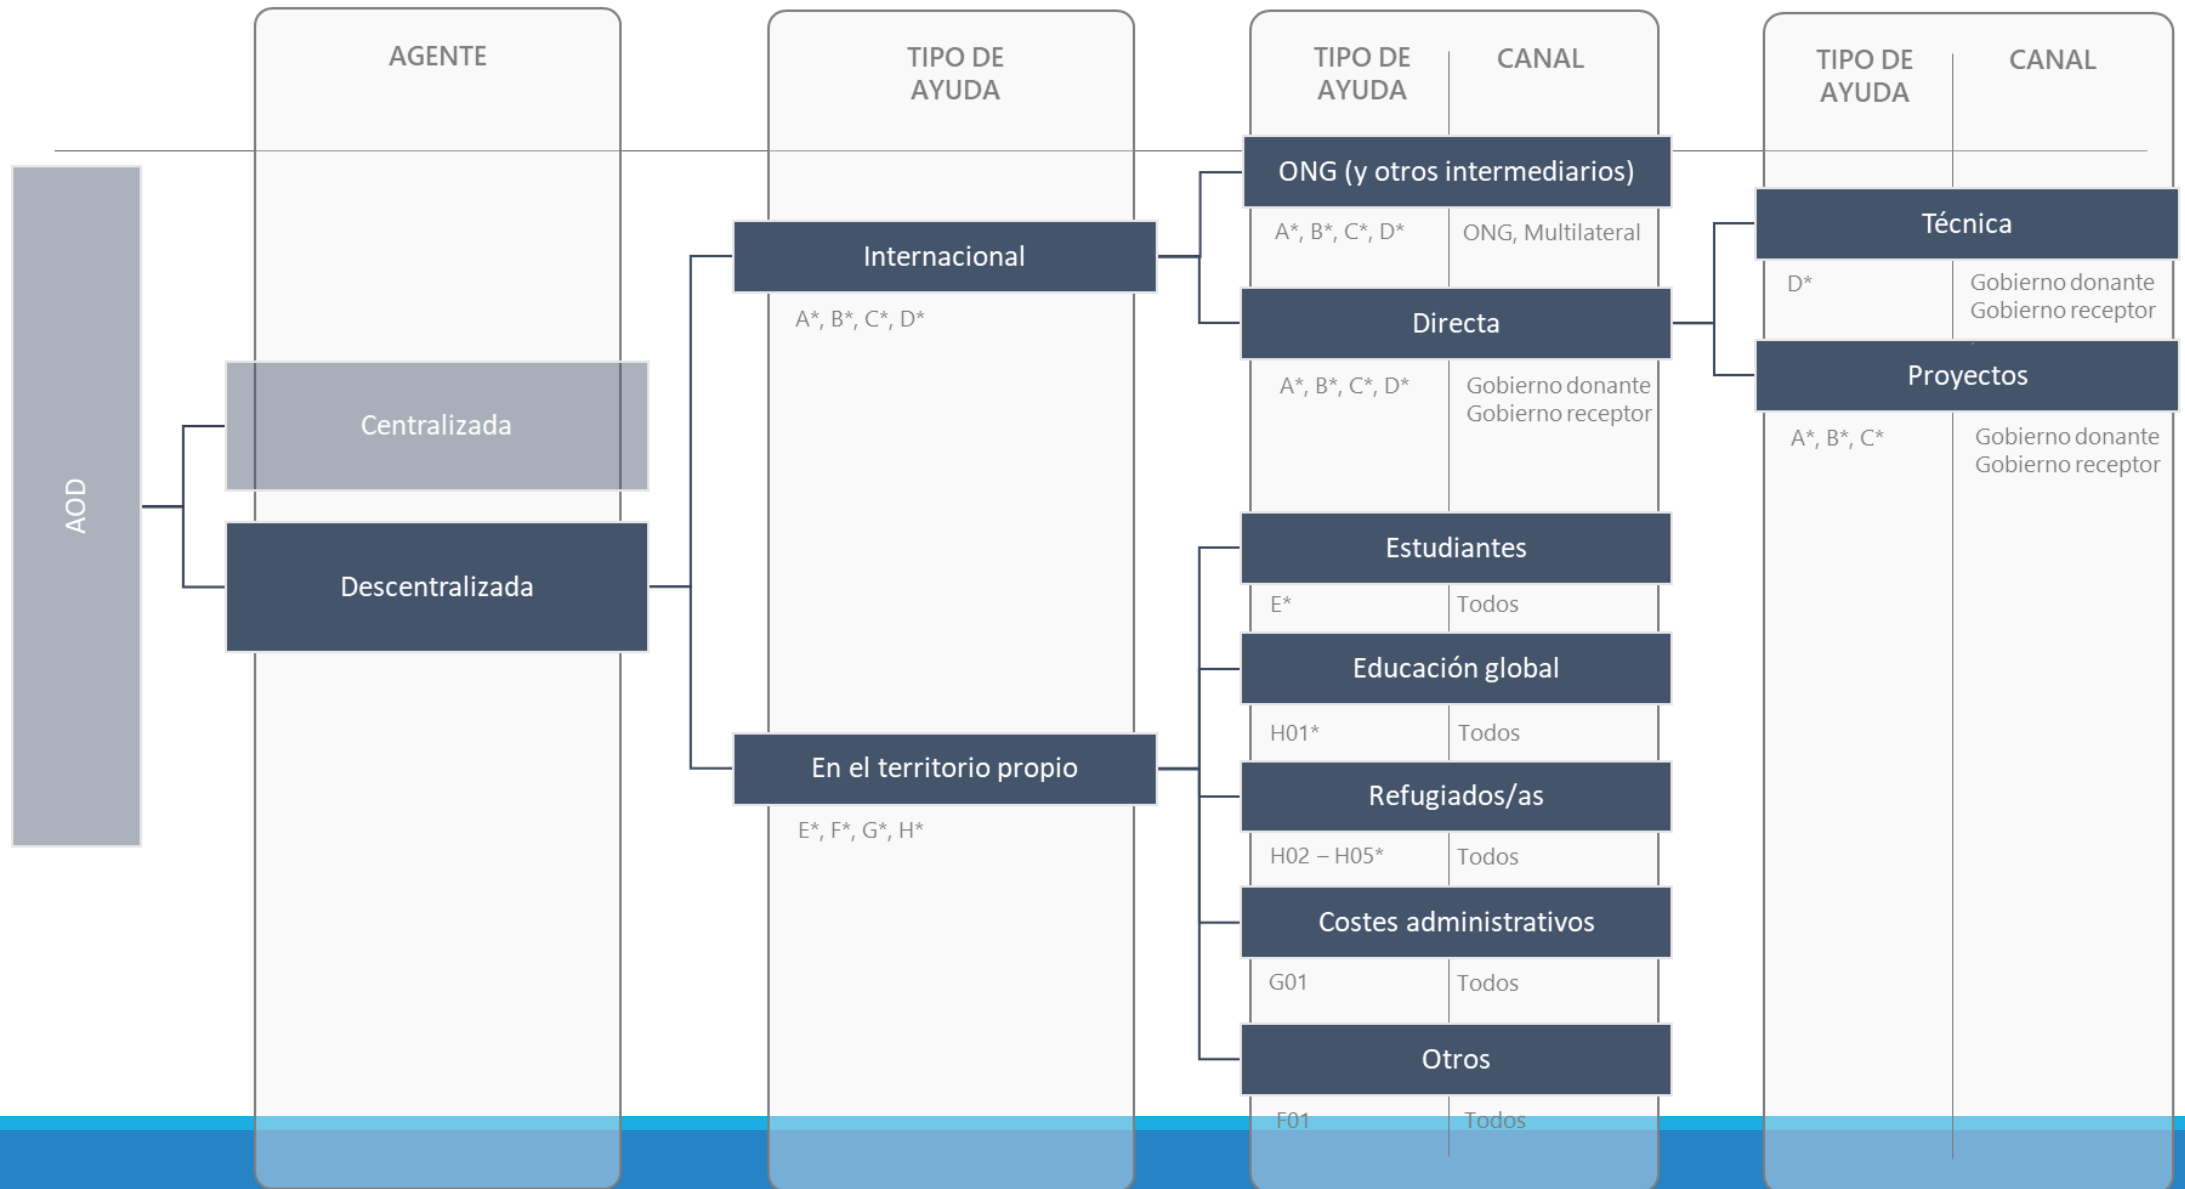 AGENTE
TIPO DE
AYUDA
TIPO DE
AYUDA
CANAL
TIPO DE
AYUDA
CANAL
AOD
Centralizada
Descentralizada
Internacional
A*, B*, C*, D*
En el territorio propio
E*, F*, G*, H*
ONG (y otros intermediarios)
A*, B*, C*, D*
ONG, Multilateral
Directa
A*, B*, C*, D*
Gobierno donante
Gobierno receptor
Estudiantes
E*
Todos
Educación global
H01*
Todos
Refugiados/as
H02 – H05*
Todos
Costes administrativos
G01
Todos
Otros
F01
Todos
Técnica
D*
Gobierno donante
Gobierno receptor
Proyectos
A*, B*, C*
Gobierno donante
Gobierno receptor